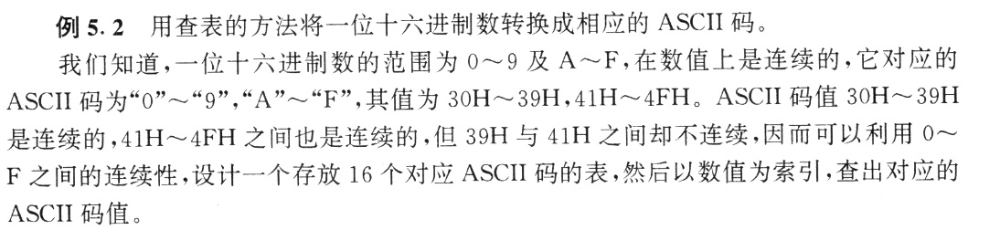 例 5.2 用查表的方法将一位十六进制数转换成相应的 ASCII 码。
我们知道,一位十六进制数的范围为 0～9 及 A～F,在数值上是连续的,它对应的
ASCII 码为“0”～“9”,“A”～“F”,其值为 30H～39H,41H～4FH。ASCII 码值 30H～39H
是连续的,41H～4FH 之间也是连续的,但 39H 与 41H 之间却不连续,因而可以利用 0～
F 之间的连续性,设计一个存放 16 个对应 ASCII 码的表,然后以数值为索引,查出对应的
ASCII 码值。